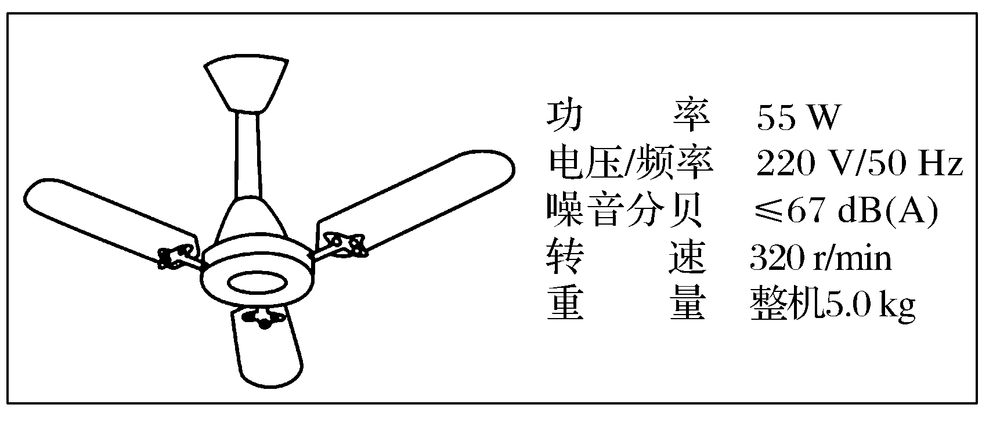 功 率 55 W
电压/频率 220 V/50 Hz
噪音分贝 ≤67 dB(A)
转 速 320 r/min
重 量 整机5.0 kg